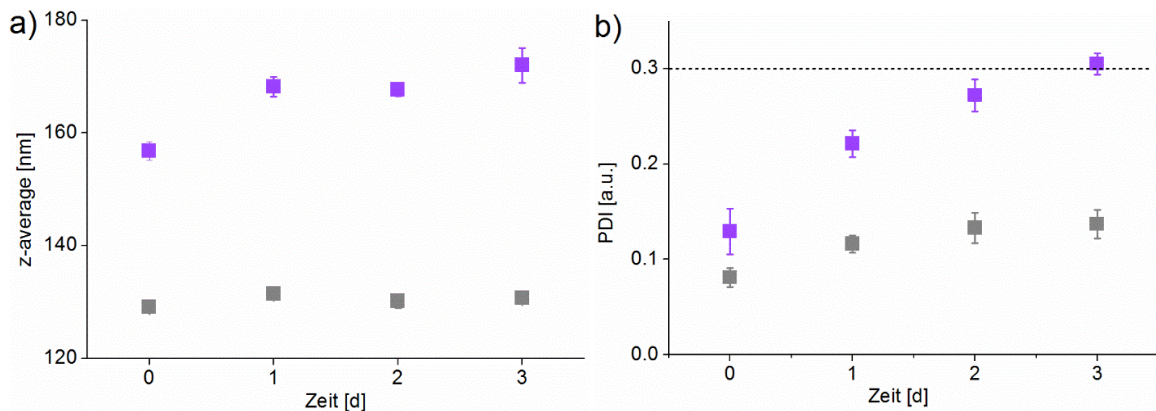 a)
180
160
140
120
z-average [nm]
0 1 2 3
Zeit [d]
b)
0.3
0.2
0.1
0.0
PDI [a.u.]
0 1 2 3
Zeit [d]